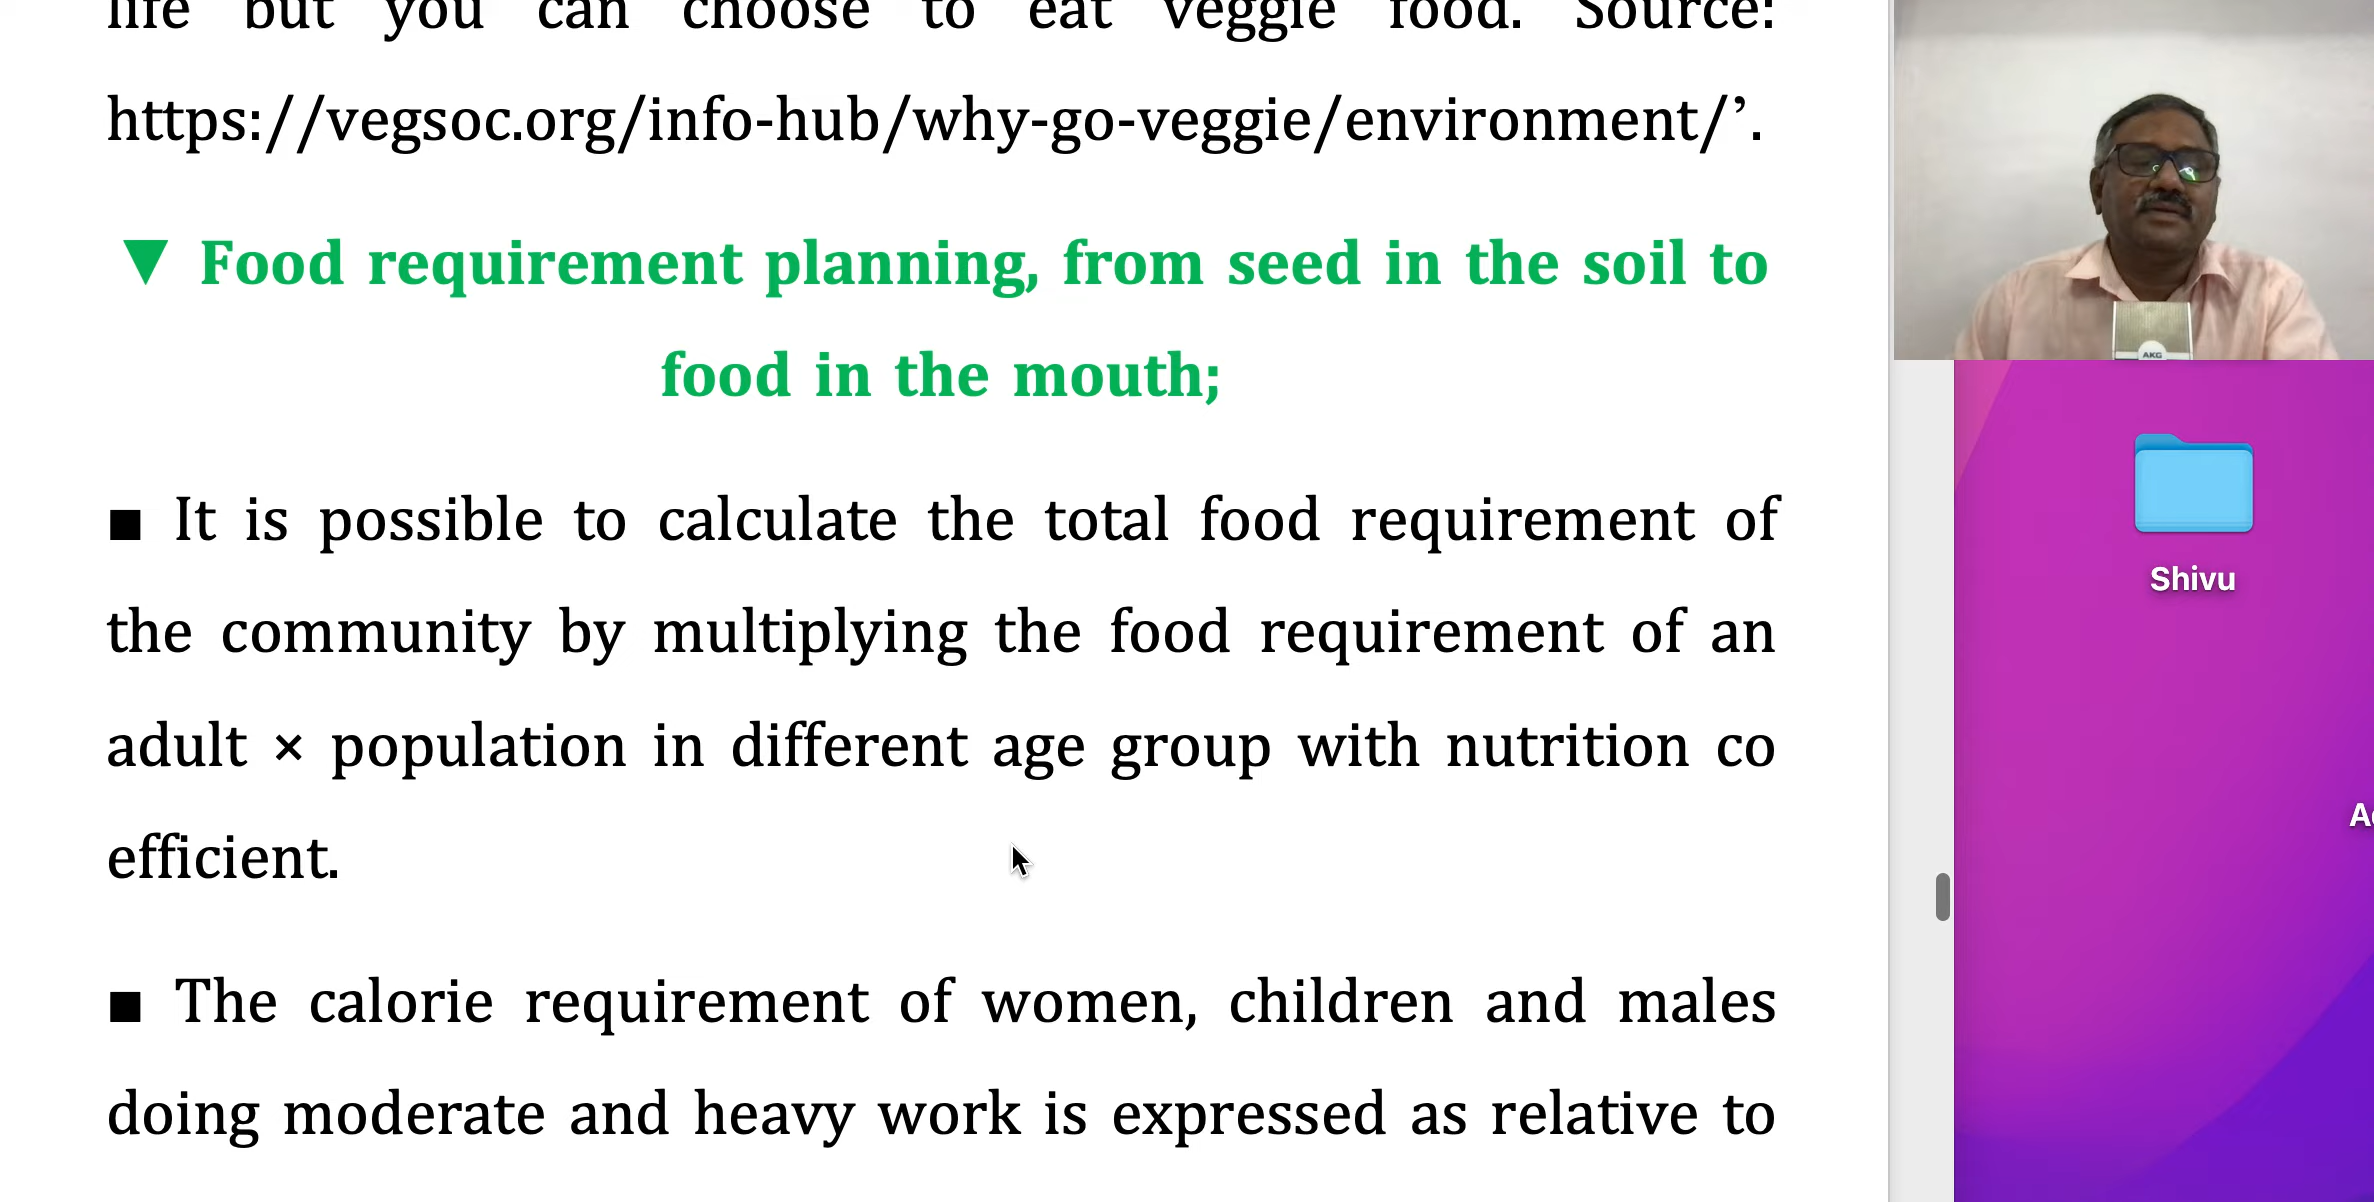 life but you can choose to eat veggie food. Source:
https://vegsoc.org/info-hub/why-go-veggie/environment/’.
▼ Food requirement planning, from seed in the soil to
food in the mouth;
■ It is possible to calculate the total food requirement of
the community by multiplying the food requirement of an
adult × population in different age group with nutrition co
efficient.
■ The calorie requirement of women, children and males
doing moderate and heavy work is expressed as relative to
AKG
Shivu